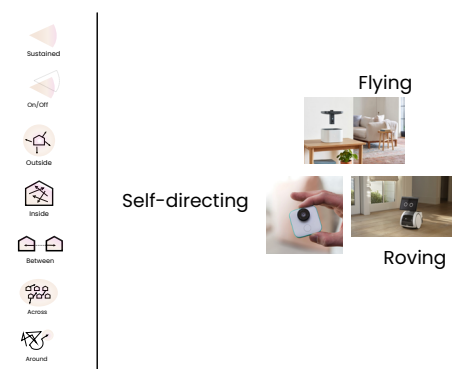 Sustained
On/Off
Outside
Inside
Between
Across
Around
Flying
Self-directing
Roving